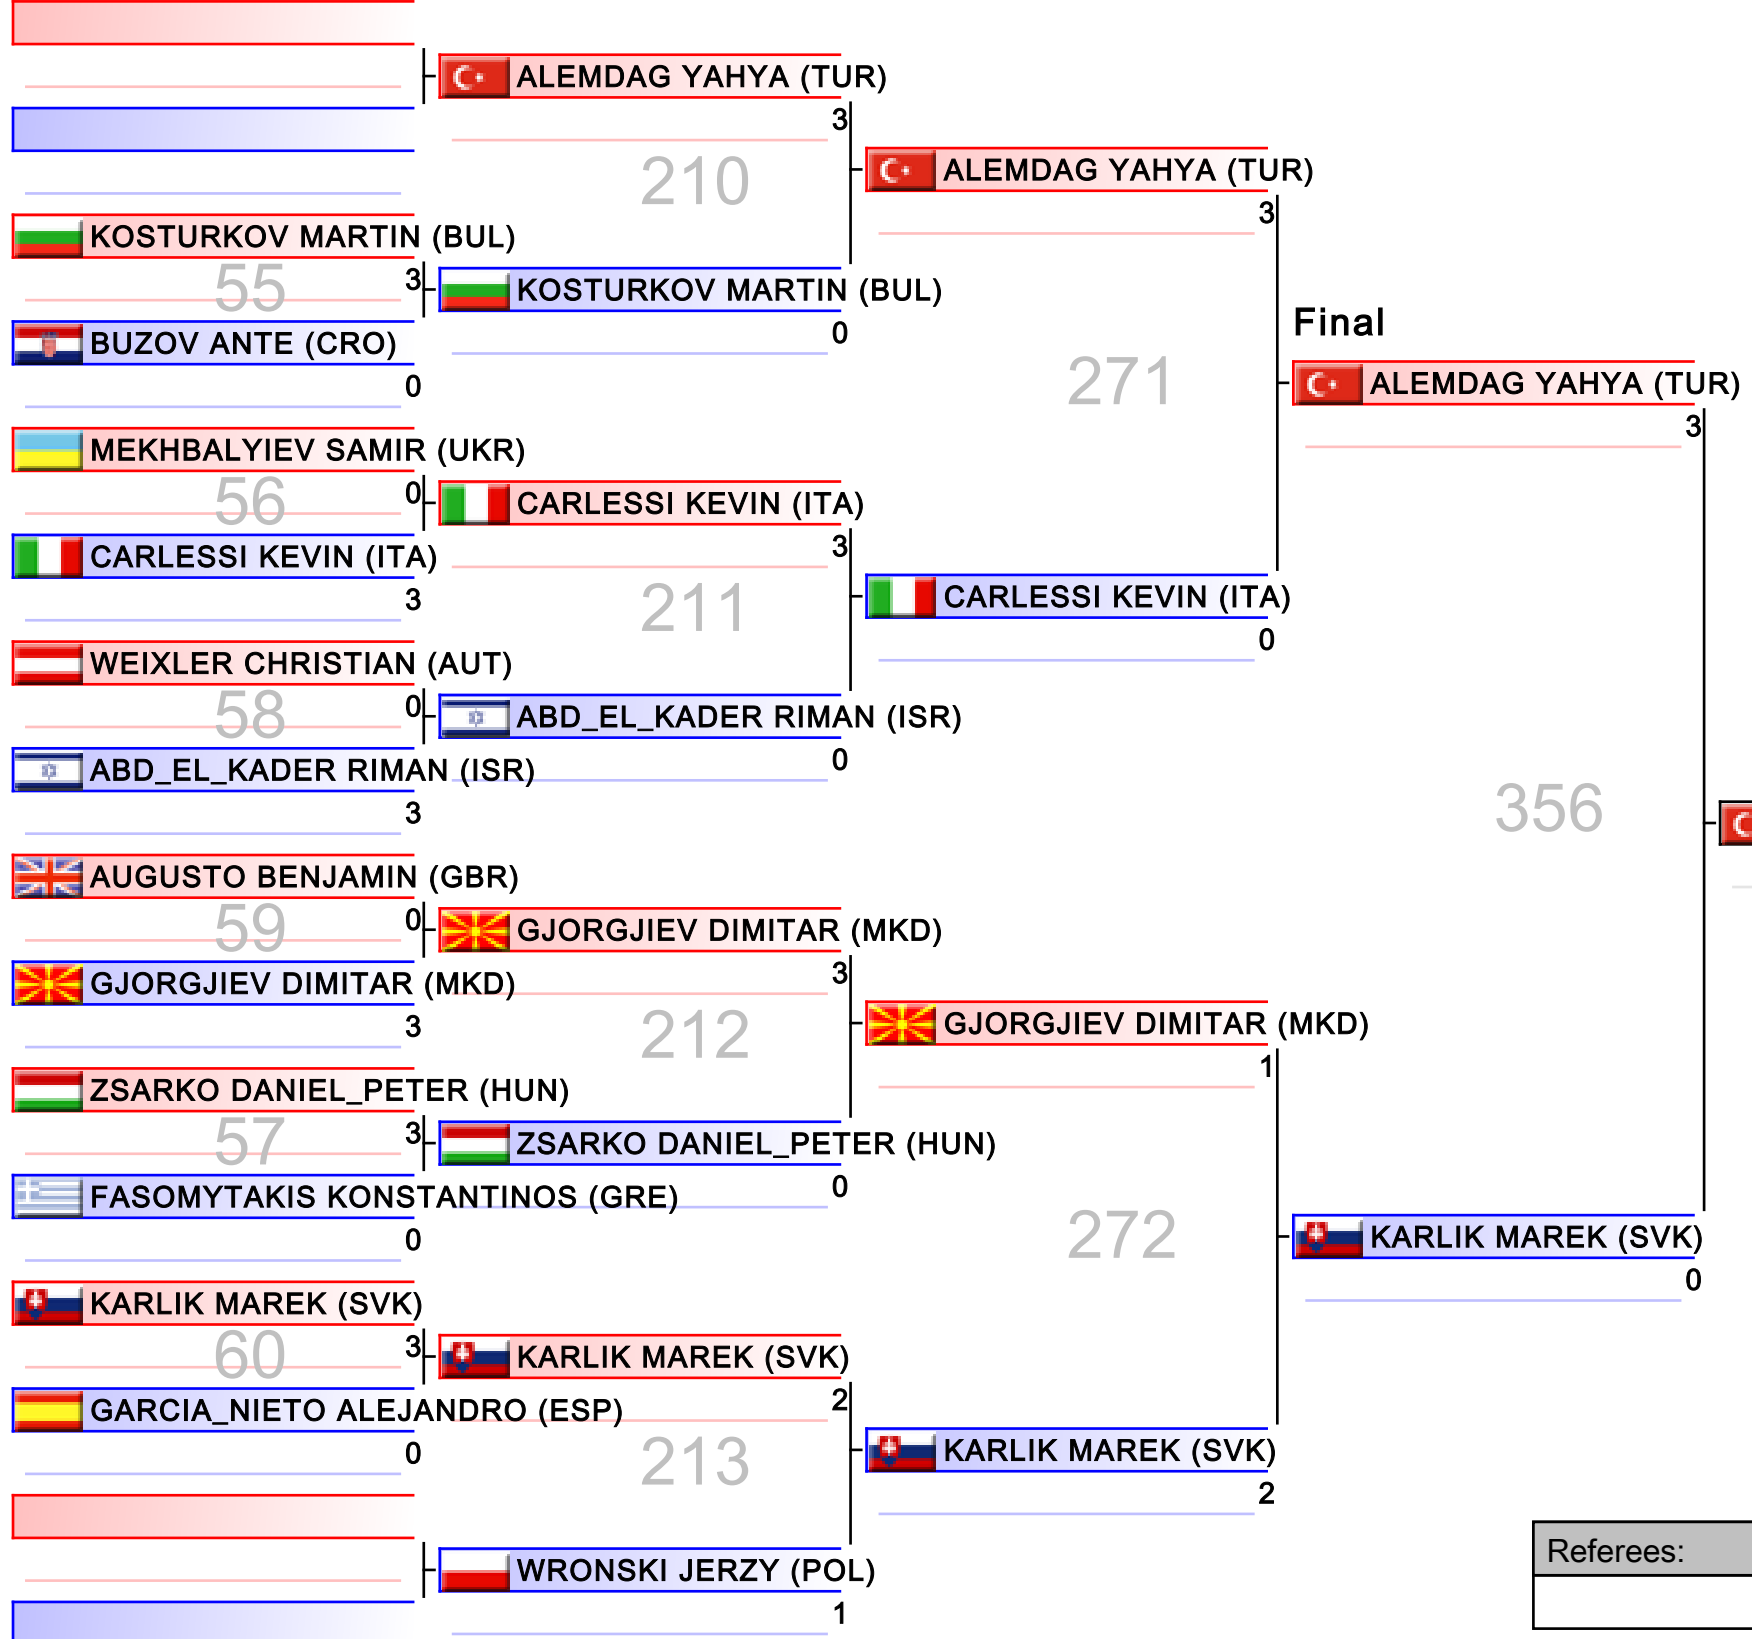 ALEMDAG YAHYA (TUR)
3
210
ALEMDAG YAHYA (TUR)
3
KOSTURKOV MARTIN (BUL)
55
3
KOSTURKOV MARTIN (BUL)
0
BUZOV ANTE (CRO)
0
Final
271
ALEMDAG YAHYA (TUR)
3
MEKHBALYIEV SAMIR (UKR)
56
0
CARLESSI KEVIN (ITA)
3
CARLESSI KEVIN (ITA)
3
211
CARLESSI KEVIN (ITA)
0
WEIXLER CHRISTIAN (AUT)
58
0
ABD_EL_KADER RIMAN (ISR)
0
ABD_EL_KADER RIMAN (ISR)
3
356
AUGUSTO BENJAMIN (GBR)
59
0
GJORGJIEV DIMITAR (MKD)
3
GJORGJIEV DIMITAR (MKD)
3
212
GJORGJIEV DIMITAR (MKD)
1
ZSARKO DANIEL_PETER (HUN)
57
3
ZSARKO DANIEL_PETER (HUN)
0
FASOMYTAKIS KONSTANTINOS (GRE)
0
272
KARLIK MAREK (SVK)
0
KARLIK MAREK (SVK)
60
3
KARLIK MAREK (SVK)
2
GARCIA_NIETO ALEJANDRO (ESP)
0
213
KARLIK MAREK (SVK)
2
WRONSKI JERZY (POL)
1
Referees: